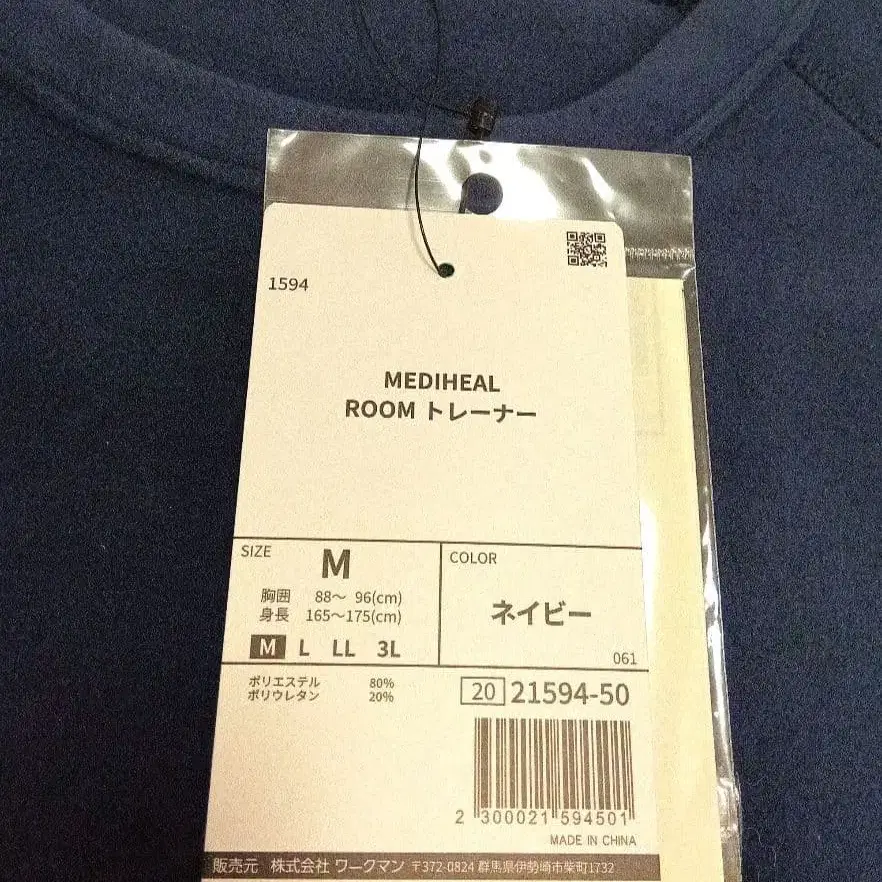 1594
MEDIHEAL
ROOM トレーナー
SIZE
M
胸囲 88～ 96(cm)
身長 165～175(cm)
M L LL 3L
COLOR
ネイビー
061
ポリエステル 80%
ポリウレタン 20%
20 21594-50
2 300021 594501
MADE IN CHINA
販売元 株式会社 ワークマン 〒372-0824 群馬県伊勢崎市柴町1732